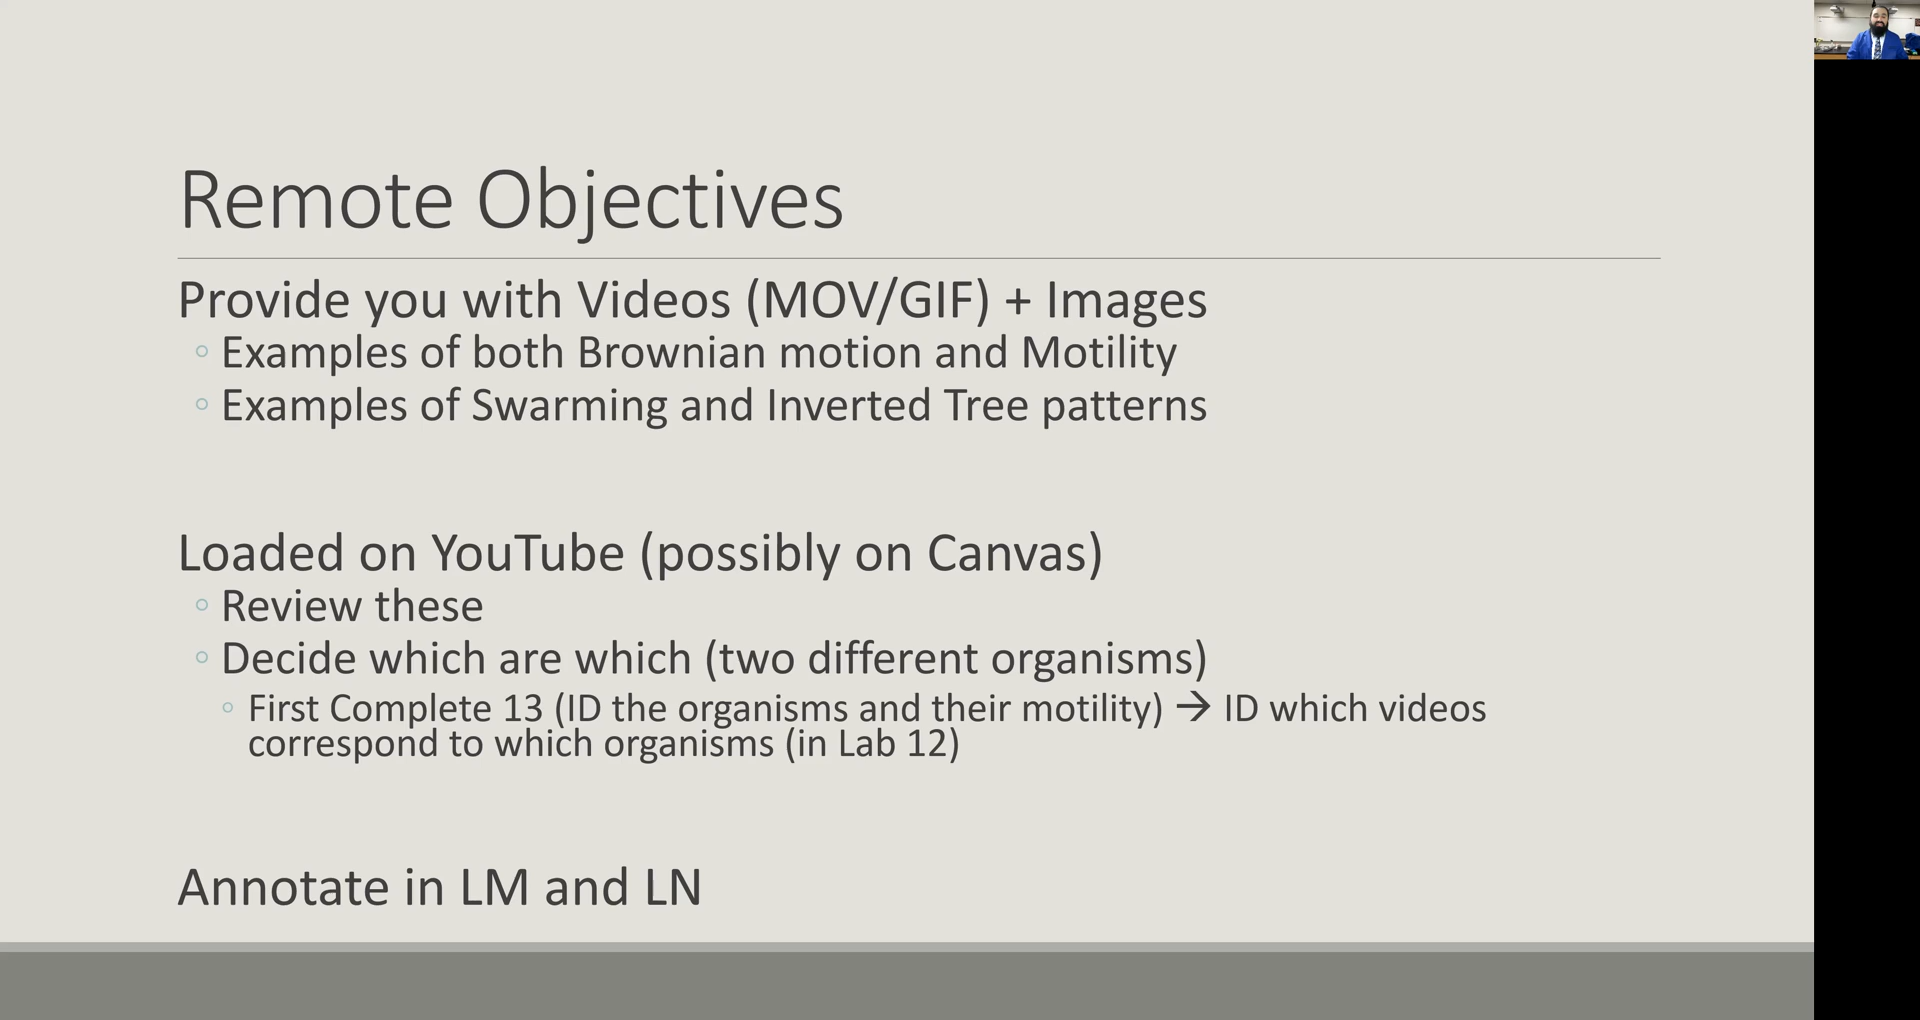 Remote Objectives
Provide you with Videos (MOV/GIF) + Images
◦ Examples of both Brownian motion and Motility
◦ Examples of Swarming and Inverted Tree patterns
Loaded on YouTube (possibly on Canvas)
◦ Review these
◦ Decide which are which (two different organisms)
◦ First Complete 13 (ID the organisms and their motility) → ID which videos
correspond to which organisms (in Lab 12)
Annotate in LM and LN